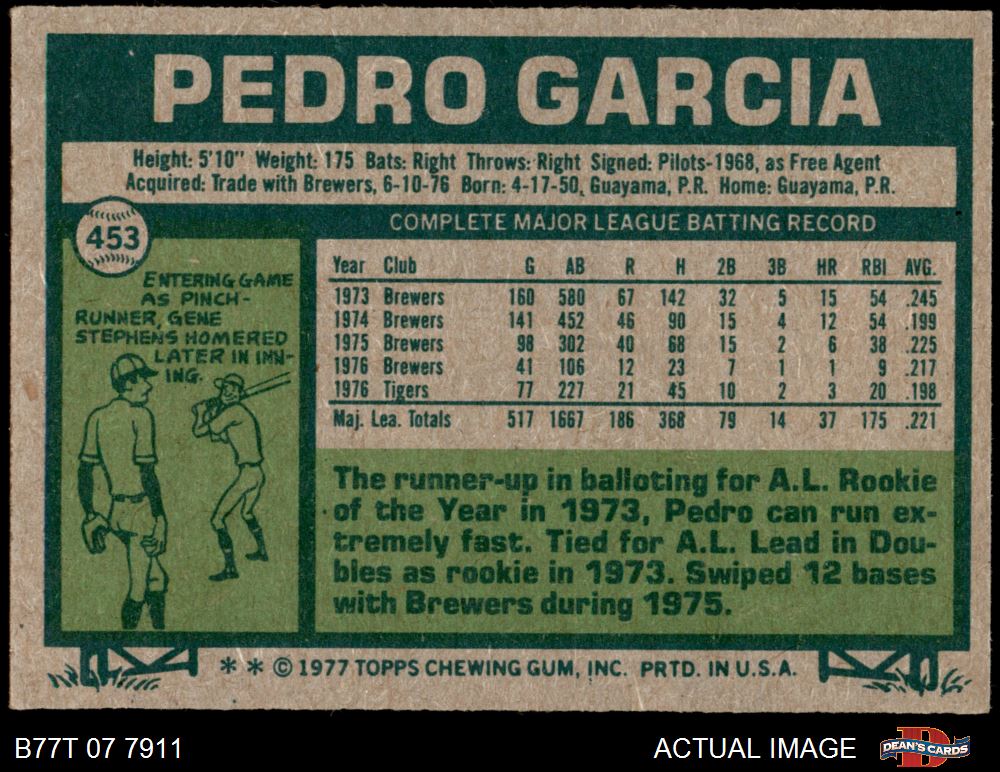 PEDRO GARCIA
Height: 5'10" Weight: 175 Bats: Right Throws: Right Signed: Pilots-1968, as Free Agent
Acquired: Trade with Brewers, 6-10-76 Born: 4-17-50, Guayama, P.R. Home: Guayama, P.R.
453
ENTERING GAME
AS PINCH-
RUNNER, GENE
STEPHENS HOMERED
LATER IN INN-
ING.
COMPLETE MAJOR LEAGUE BATTING RECORD
Year Club G AB R H 2B 3B HR RBI AVG.
1973 Brewers 160 580 67 142 32 5 15 54 .245
1974 Brewers 141 452 46 90 15 4 12 54 .199
1975 Brewers 98 302 40 68 15 2 6 38 .225
1976 Brewers 41 106 12 23 7 1 1 9 .217
1976 Tigers 77 227 21 45 10 2 3 20 .198
Maj. Lea. Totals 517 1667 186 368 79 14 37 175 .221
The runner-up in balloting for A.L. Rookie
of the Year in 1973, Pedro can run ex-
tremely fast. Tied for A.L. Lead in Dou-
bles as rookie in 1973. Swiped 12 bases
with Brewers during 1975.
* * © 1977 TOPPS CHEWING GUM, INC. PRTD. IN U.S.A.
B77T 07 7911
ACTUAL IMAGE
D
DEAN'S CARDS